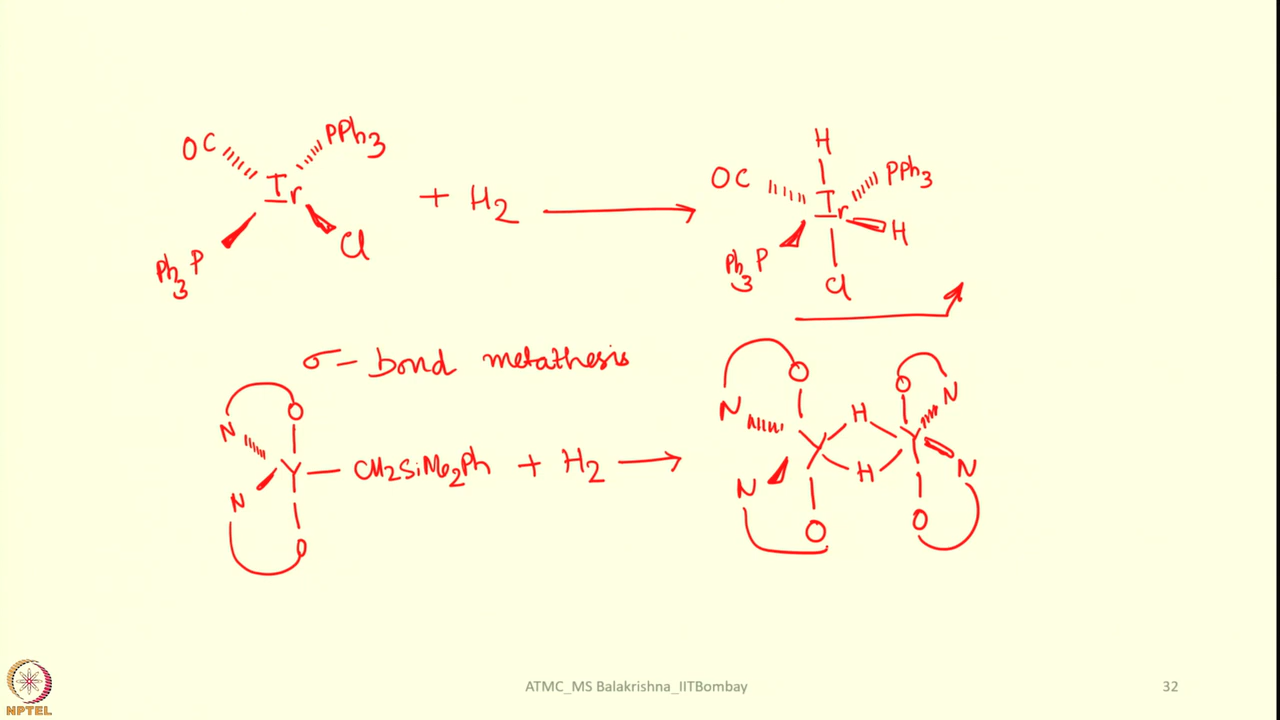 OC Ir PPh3 Ph3P Cl + H2 → OC H Ir PPh3 H Ph3P Cl
σ- bond metathesis
N O Y CH2SiMe2Ph N O + H2 → N O Y H H Y O N N O O N
NPTEL
ATMC_MS Balakrishna_IITBombay
32